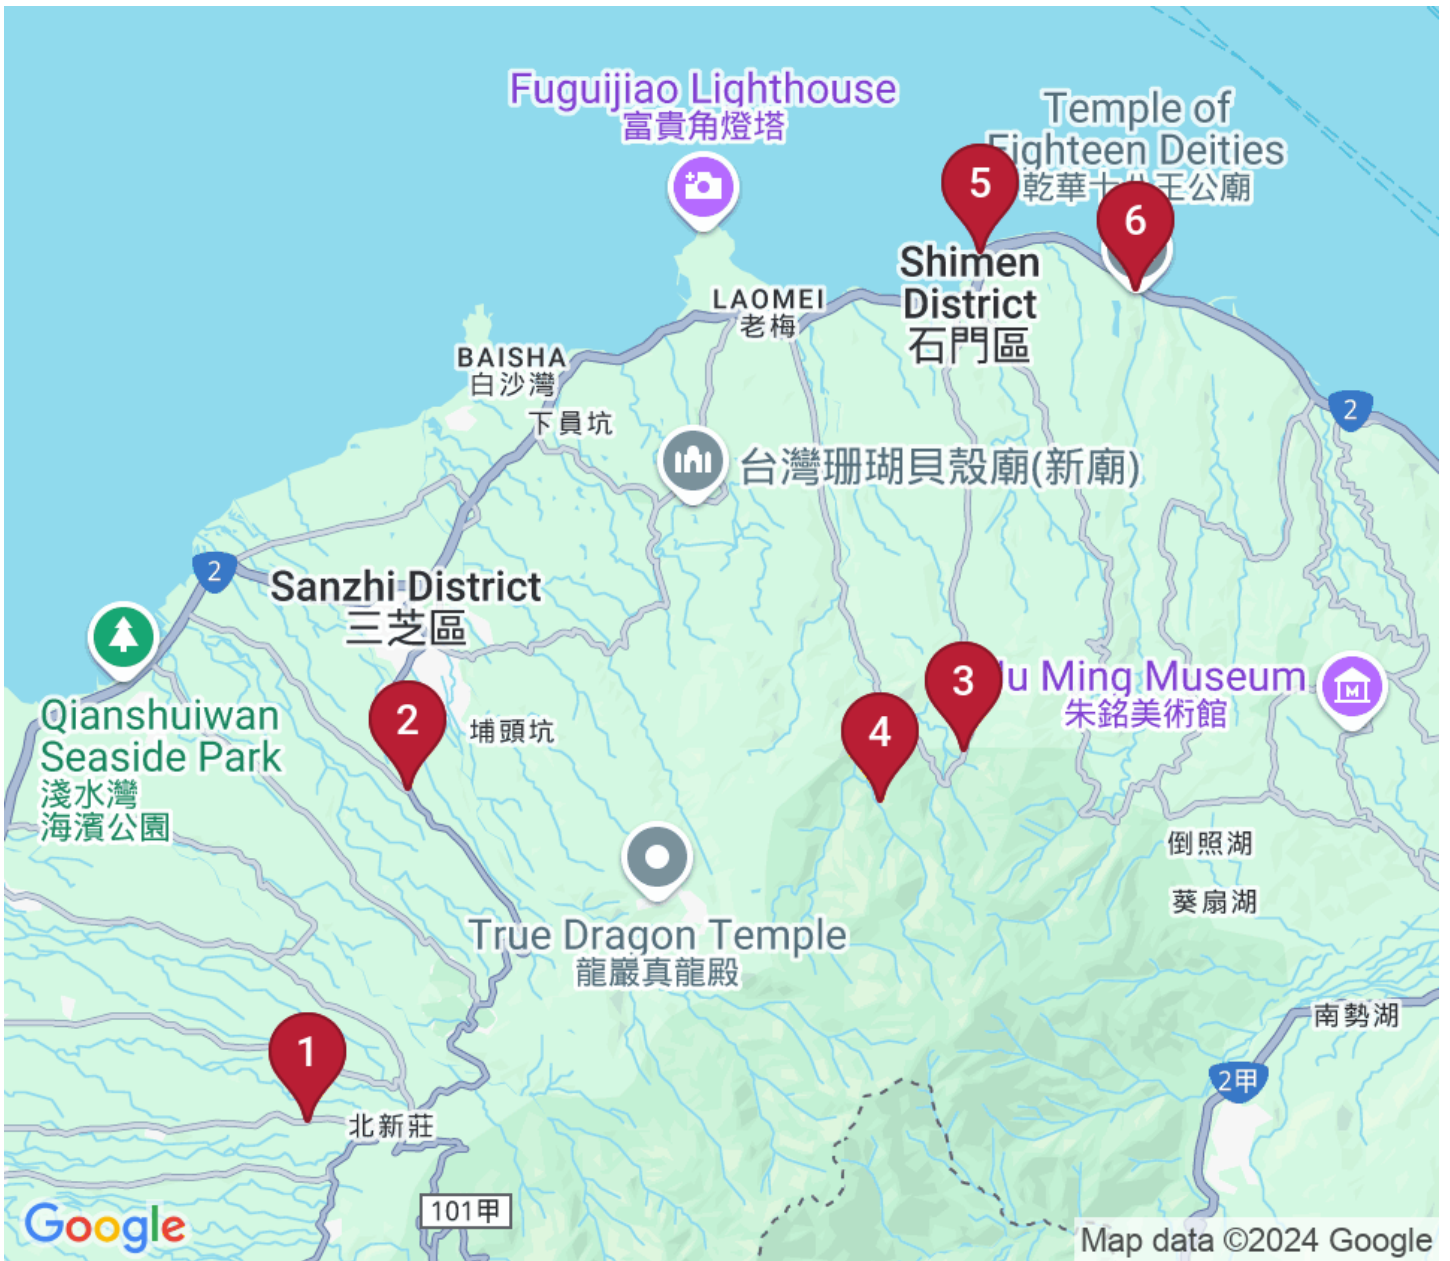 Fuguijiao Lighthouse
富貴角燈塔
Temple of
Eighteen Deities
乾華十八王公廟
5
6
Shimen
District
石門區
LAOMEI
老梅
BAISHA
白沙灣
下員坑
2
台灣珊瑚貝殼廟(新廟)
2
Sanzhi District
三芝區
Qianshuiwan
Seaside Park
淺水灣
海濱公園
2
埔頭坑
3
4
Ju Ming Museum
朱銘美術館
倒照湖
葵扇湖
True Dragon Temple
龍巖真龍殿
南勢湖
2甲
1
北新莊
101甲
Google
Map data ©2024 Google